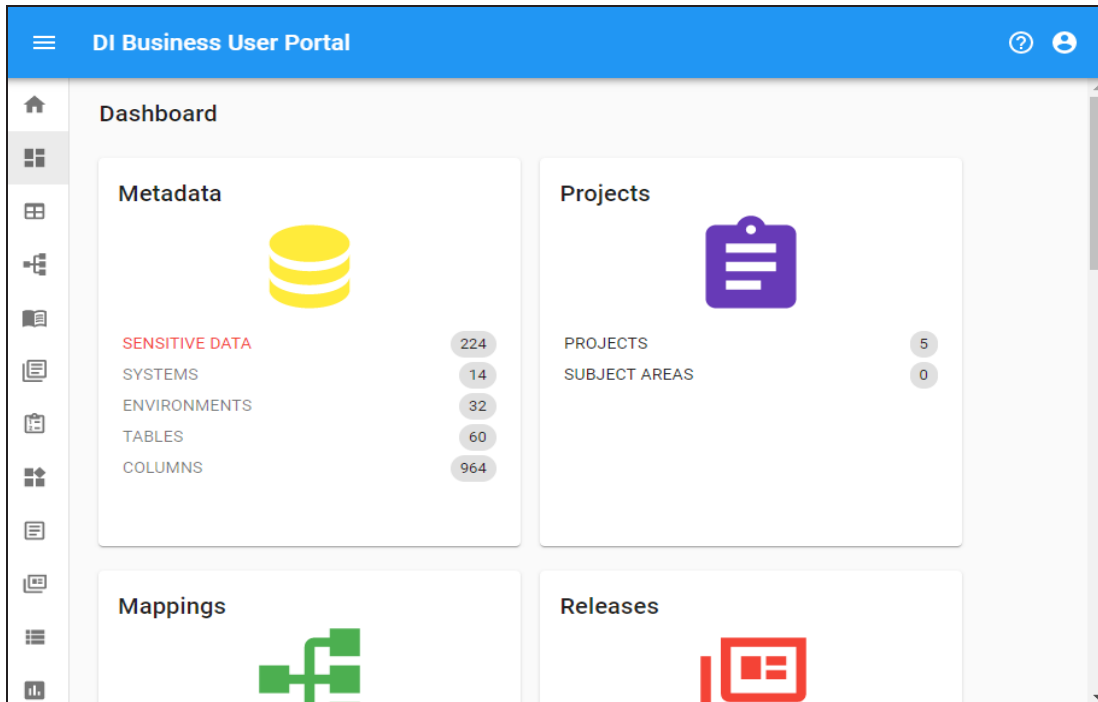 DI Business User Portal
Dashboard
Metadata
SENSITIVE DATA 224
SYSTEMS 14
ENVIRONMENTS 32
TABLES 60
COLUMNS 964
Projects
PROJECTS 5
SUBJECT AREAS 0
Mappings
Releases